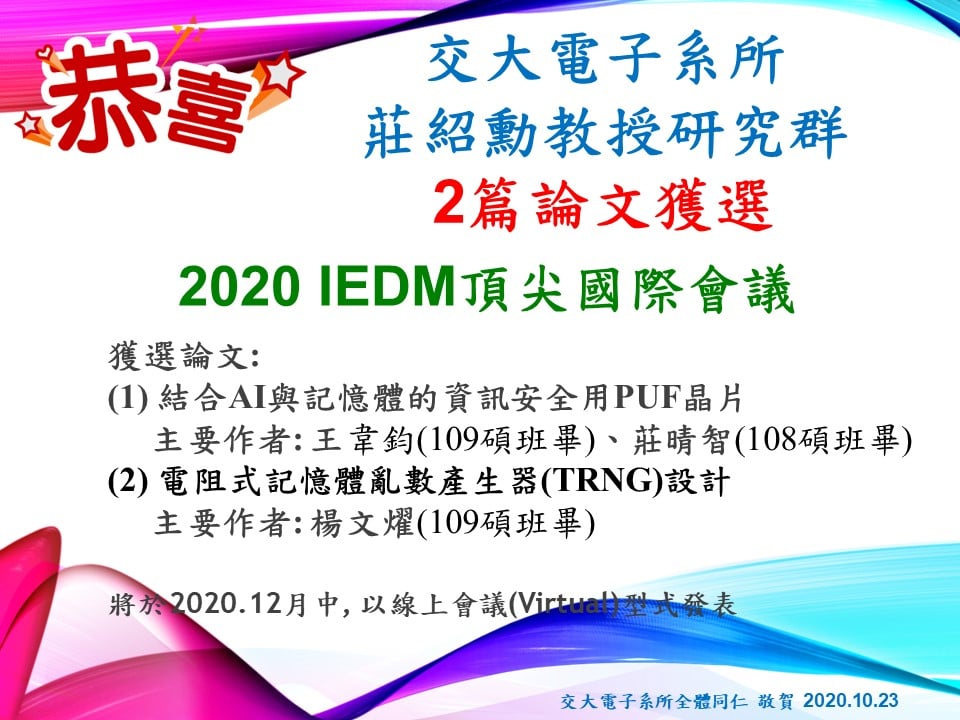 恭喜
交大電子系所
莊紹勳教授研究群
2篇論文獲選
2020 IEDM頂尖國際會議
獲選論文:
(1) 結合AI與記憶體的資訊安全用PUF晶片
主要作者: 王韋鈞(109碩班畢)、莊晴智(108碩班畢)
(2) 電阻式記憶體亂數產生器(TRNG)設計
主要作者: 楊文燿(109碩班畢)
將於2020.12月中, 以線上會議(Virtual)型式發表
交大電子系所全體同仁 敬賀 2020.10.23